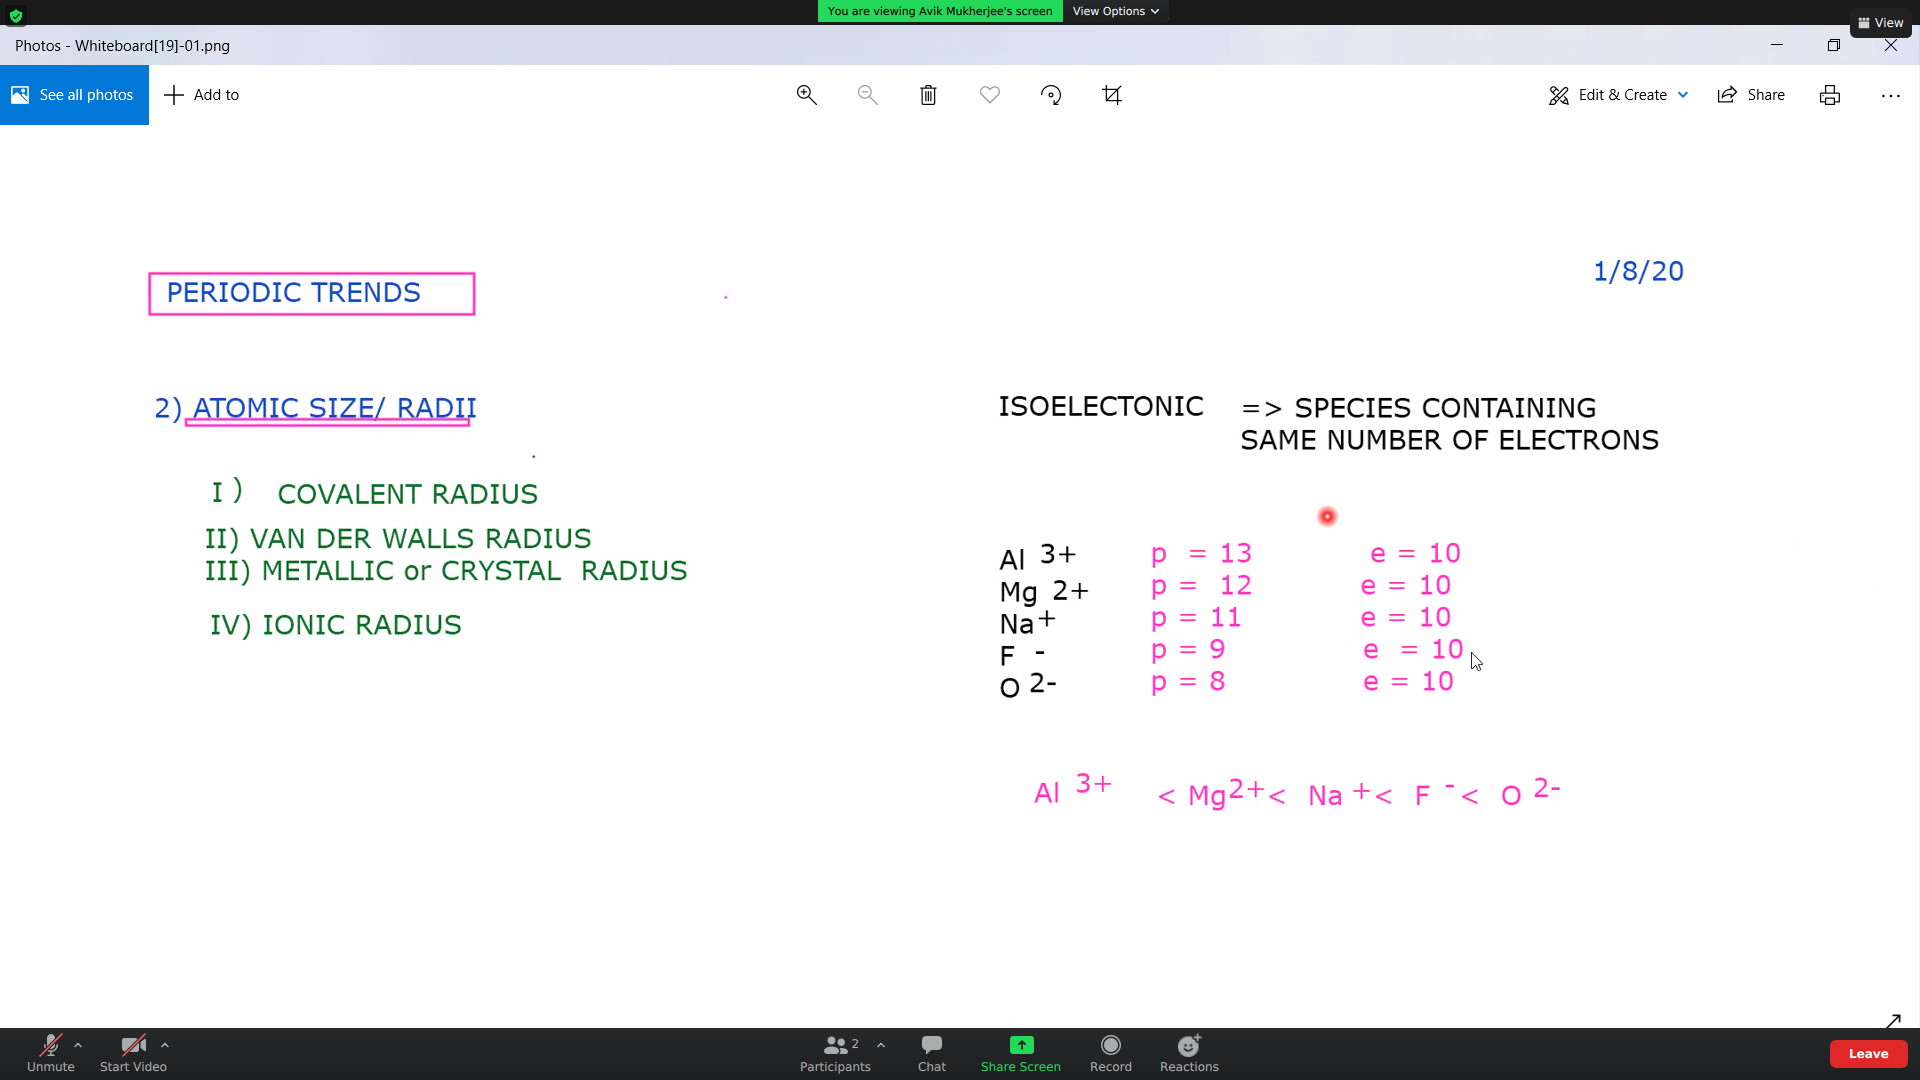 You are viewing Avik Mukherjee's screen View Options
View
Photos - Whiteboard[19]-01.png
See all photos Add to Edit & Create Share
1/8/20
PERIODIC TRENDS
2) ATOMIC SIZE/ RADII
I ) COVALENT RADIUS
II) VAN DER WALLS RADIUS
III) METALLIC or CRYSTAL RADIUS
IV) IONIC RADIUS
ISOELECTONIC => SPECIES CONTAINING
SAME NUMBER OF ELECTRONS
Al 3+ p = 13 e = 10
Mg 2+ p = 12 e = 10
Na + p = 11 e = 10
F - p = 9 e = 10
O 2- p = 8 e = 10
Al 3+ < Mg 2+ < Na + < F - < O 2-
Unmute Start Video Participants 2 Chat Share Screen Record Reactions Leave